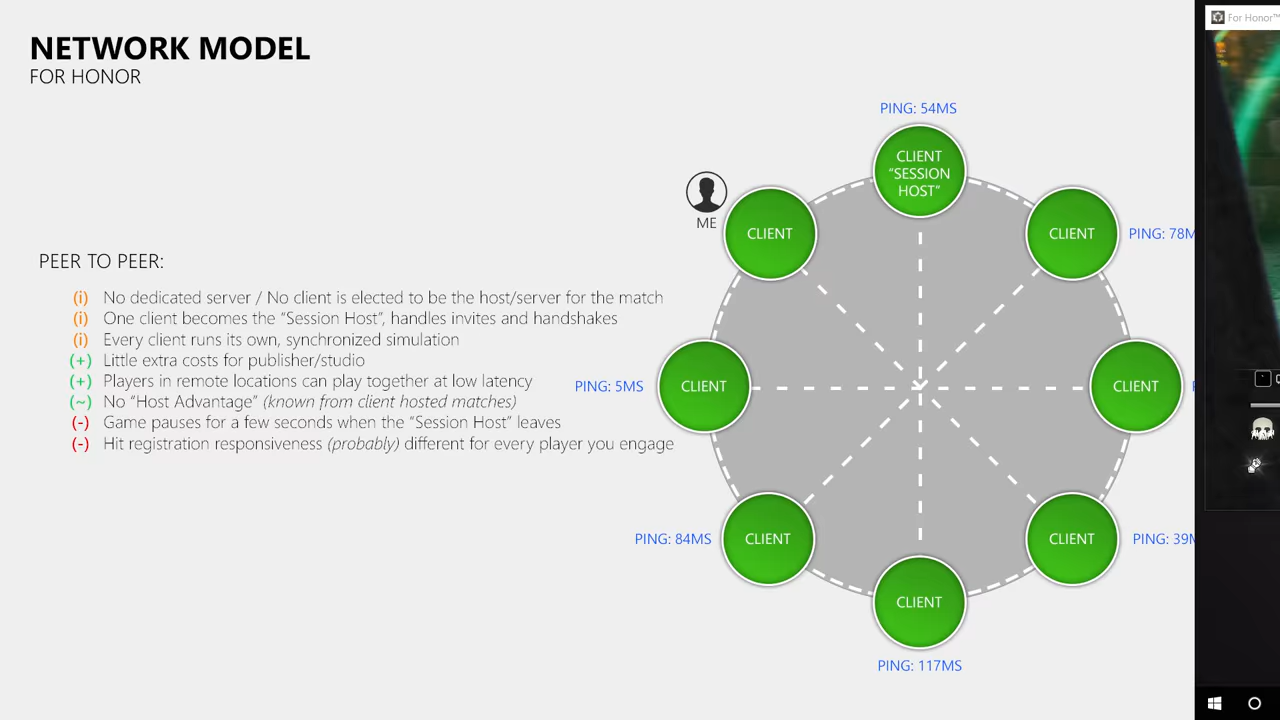 NETWORK MODEL
FOR HONOR
PEER TO PEER:
(i) No dedicated server / No client is elected to be the host/server for the match
(i) One client becomes the “Session Host”, handles invites and handshakes
(i) Every client runs its own, synchronized simulation
(+) Little extra costs for publisher/studio
(+) Players in remote locations can play together at low latency
(~) No “Host Advantage” (known from client hosted matches)
(-) Game pauses for a few seconds when the “Session Host” leaves
(-) Hit registration responsiveness (probably) different for every player you engage
PING: 54MS
CLIENT
“SESSION
HOST”
ME
CLIENT
CLIENT
PING: 78M
PING: 5MS
CLIENT
CLIENT
PING: 84MS
CLIENT
CLIENT
PING: 39M
CLIENT
PING: 117MS
For Honor™